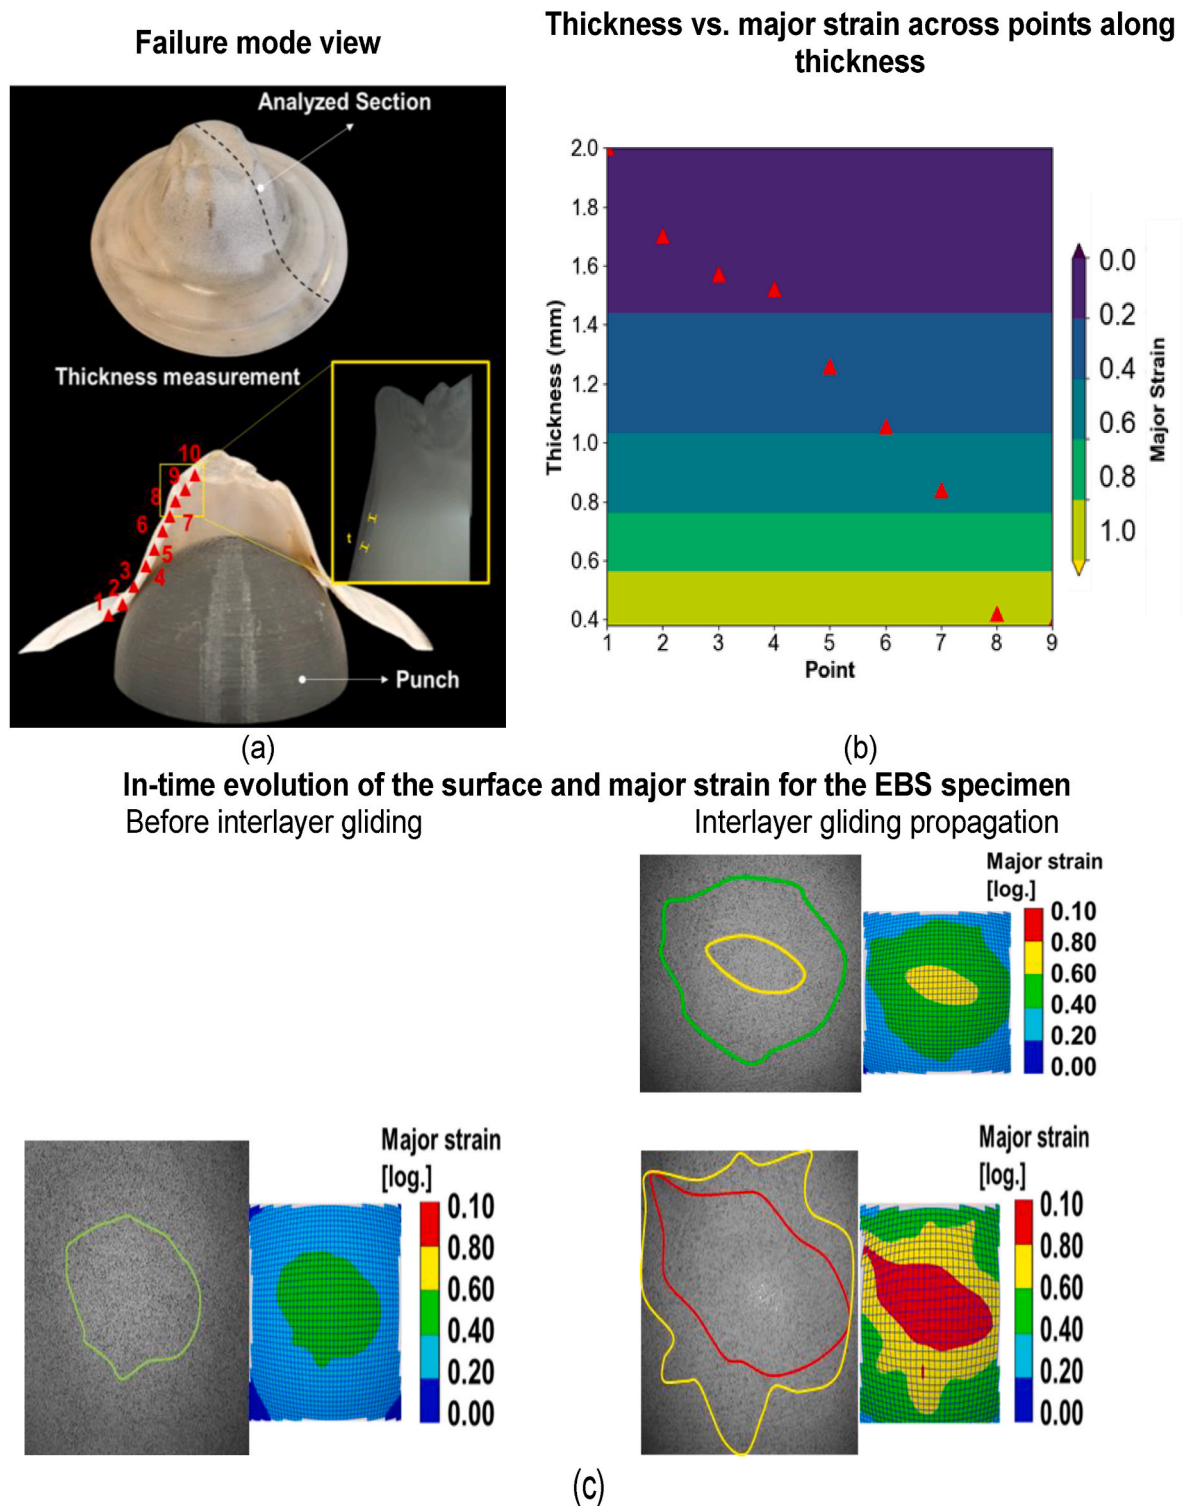 Failure mode view
Thickness vs. major strain across points along
thickness
Analyzed Section
Thickness measurement
10
9
8
6
7
5
3
4
2
1
t
Punch
(a)
2.0
1.8
1.6
1.4
1.2
1.0
0.8
0.6
0.4
Thickness (mm)
1 2 3 4 5 6 7 8 9
Point
0.0
0.2
0.4
0.6
0.8
1.0
Major Strain
(b)
In-time evolution of the surface and major strain for the EBS specimen
Before interlayer gliding
Interlayer gliding propagation
Major strain
[log.]
0.10
0.80
0.60
0.40
0.20
0.00
Major strain
[log.]
0.10
0.80
0.60
0.40
0.20
0.00
Major strain
[log.]
0.10
0.80
0.60
0.40
0.20
0.00
(c)